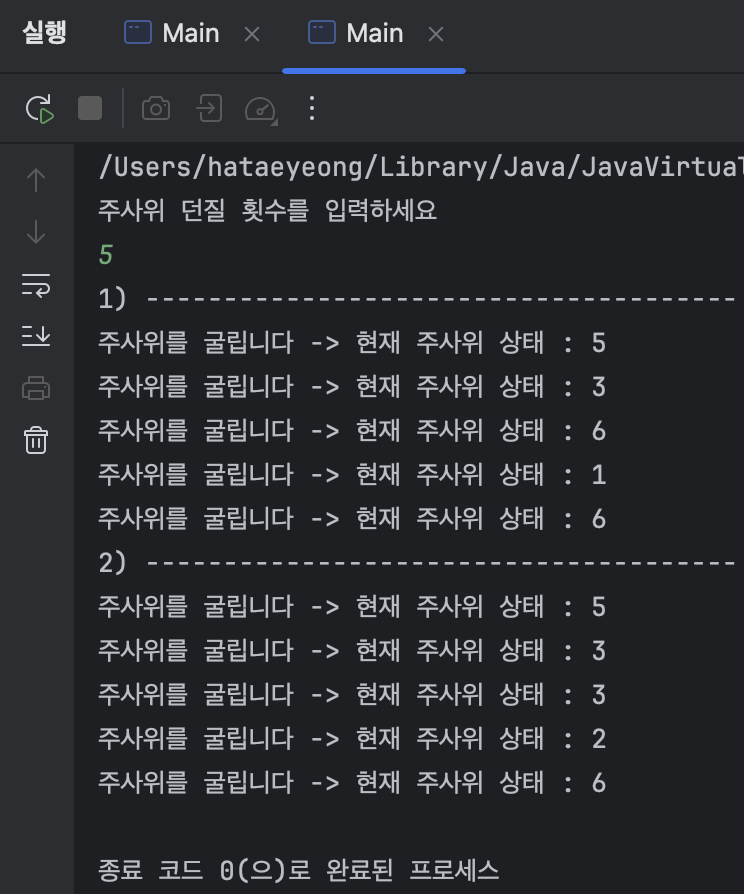 실행 Main Main
/Users/hataeyeong/Library/Java/JavaVirtual
주사위 던질 횟수를 입력하세요
5
1) --------------------------------------
주사위를 굴립니다 -> 현재 주사위 상태 : 5
주사위를 굴립니다 -> 현재 주사위 상태 : 3
주사위를 굴립니다 -> 현재 주사위 상태 : 6
주사위를 굴립니다 -> 현재 주사위 상태 : 1
주사위를 굴립니다 -> 현재 주사위 상태 : 6
2) --------------------------------------
주사위를 굴립니다 -> 현재 주사위 상태 : 5
주사위를 굴립니다 -> 현재 주사위 상태 : 3
주사위를 굴립니다 -> 현재 주사위 상태 : 3
주사위를 굴립니다 -> 현재 주사위 상태 : 2
주사위를 굴립니다 -> 현재 주사위 상태 : 6
종료 코드 0(으)로 완료된 프로세스